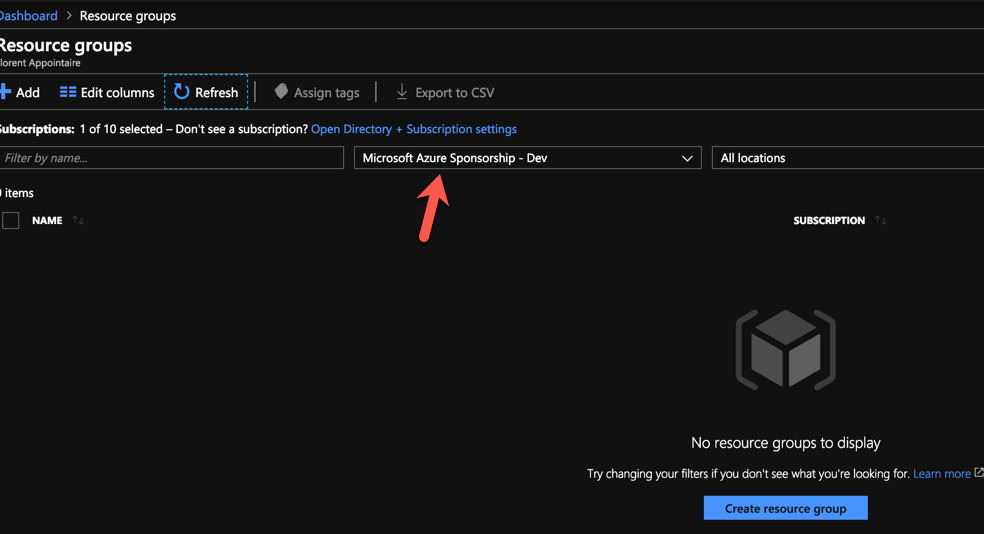 Dashboard > Resource groups
Resource groups
lorent Appointaire
Add Edit columns Refresh Assign tags Export to CSV
Subscriptions: 1 of 10 selected – Don't see a subscription? Open Directory + Subscription settings
Filter by name... Microsoft Azure Sponsorship - Dev All locations
0 items
NAME SUBSCRIPTION
No resource groups to display
Try changing your filters if you don't see what you're looking for. Learn more
Create resource group